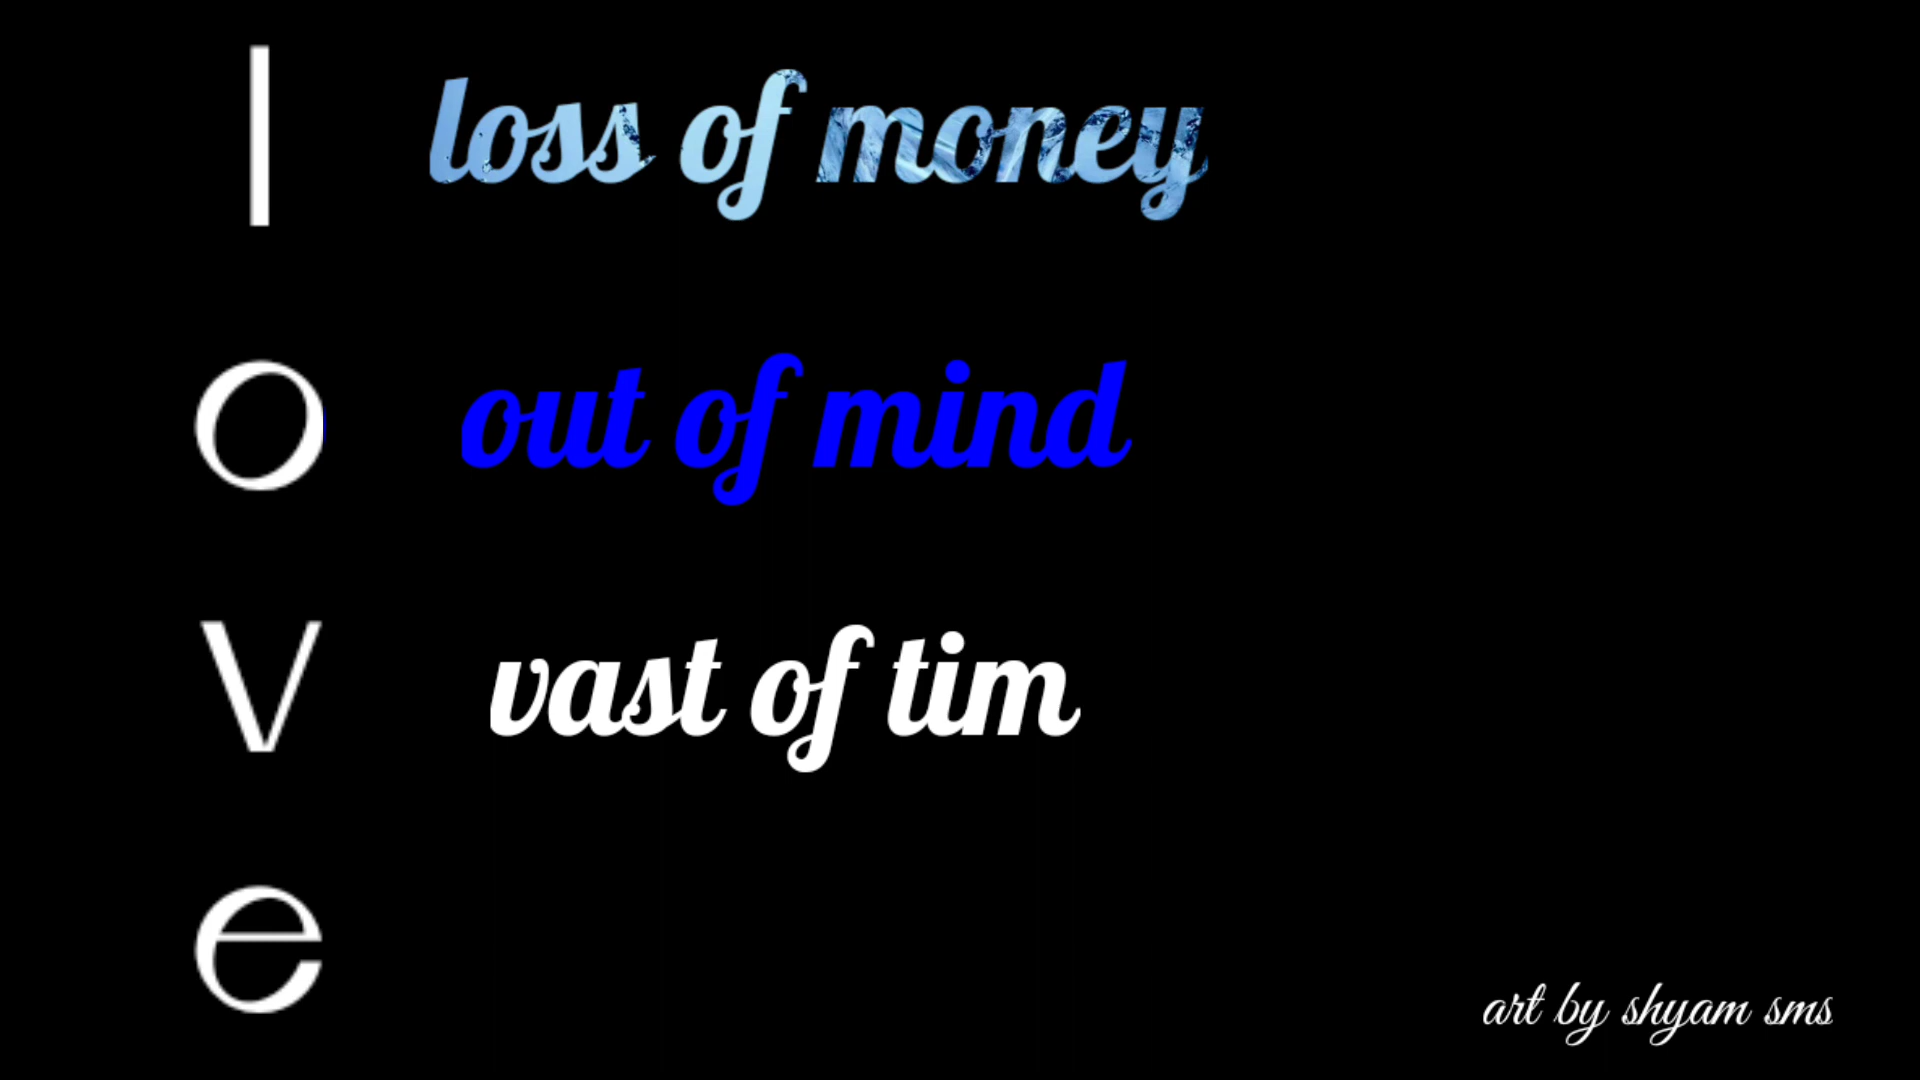 l loss of money
o out of mind
v vast of tim
e
art by shyam sms